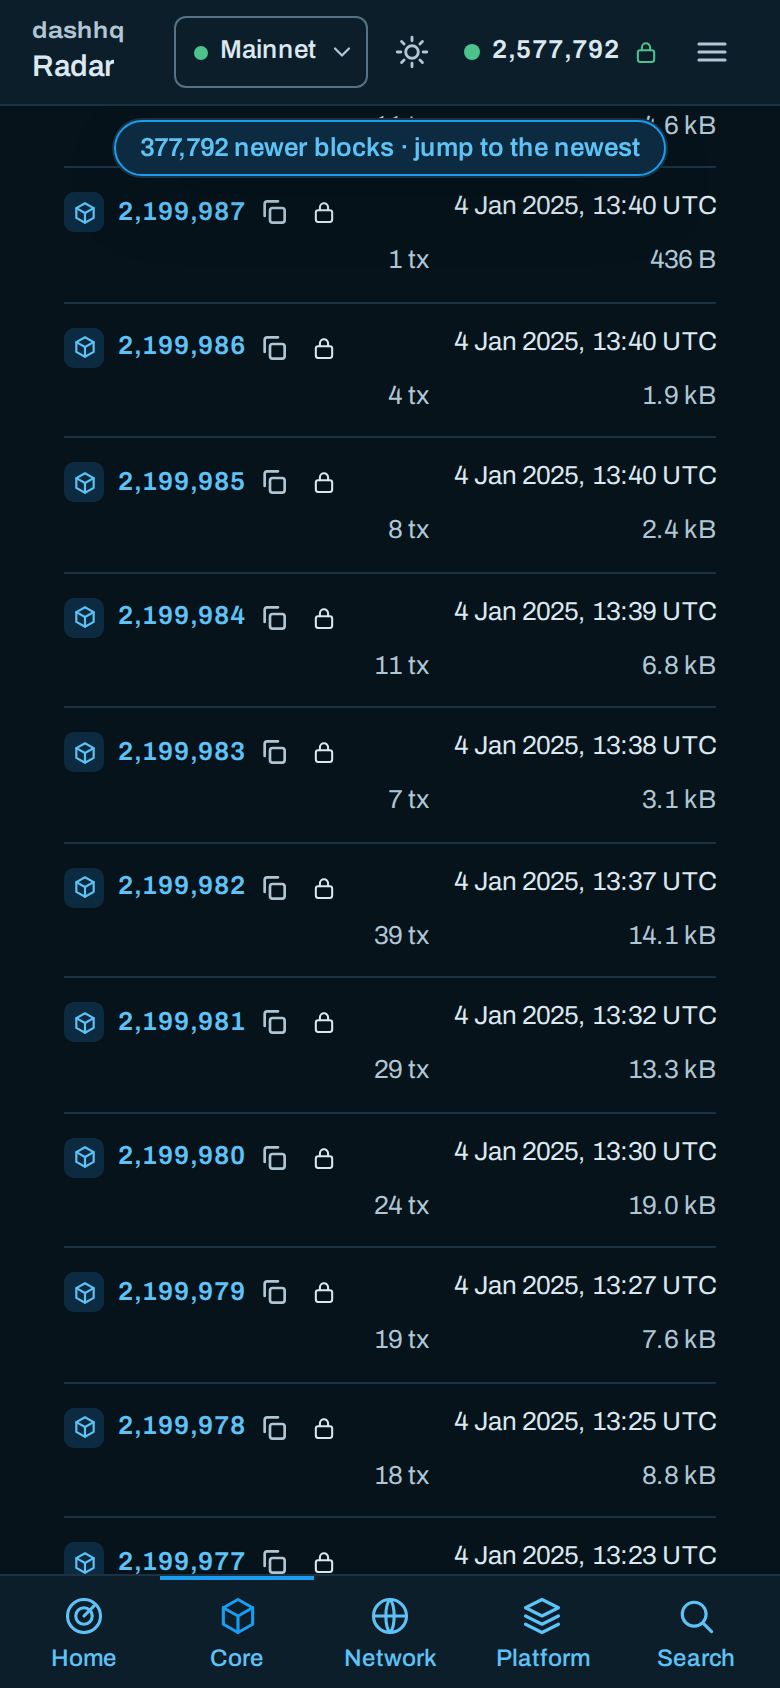 dashhq
Radar
Mainnet
2,577,792
377,792 newer blocks · jump to the newest
2,199,987
4 Jan 2025, 13:40 UTC
1 tx
436 B
2,199,986
4 Jan 2025, 13:40 UTC
4 tx
1.9 kB
2,199,985
4 Jan 2025, 13:40 UTC
8 tx
2.4 kB
2,199,984
4 Jan 2025, 13:39 UTC
11 tx
6.8 kB
2,199,983
4 Jan 2025, 13:38 UTC
7 tx
3.1 kB
2,199,982
4 Jan 2025, 13:37 UTC
39 tx
14.1 kB
2,199,981
4 Jan 2025, 13:32 UTC
29 tx
13.3 kB
2,199,980
4 Jan 2025, 13:30 UTC
24 tx
19.0 kB
2,199,979
4 Jan 2025, 13:27 UTC
19 tx
7.6 kB
2,199,978
4 Jan 2025, 13:25 UTC
18 tx
8.8 kB
2,199,977
4 Jan 2025, 13:23 UTC
Home
Core
Network
Platform
Search